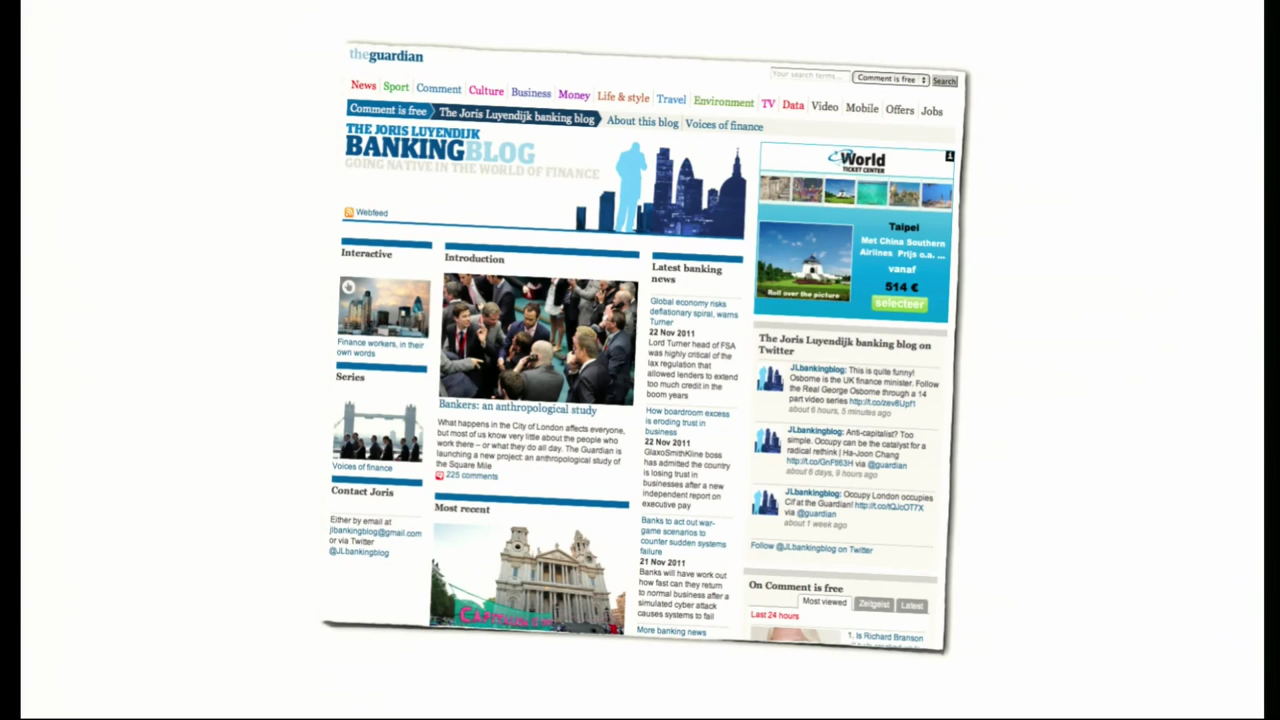 theguardian
Your search terms ...
Comment is free
Search
News Sport Comment Culture Business Money Life & style Travel Environment TV Data Video Mobile Offers Jobs
Comment is free The Joris Luyendijk banking blog About this blog Voices of finance
THE JORIS LUYENDIJK
BANKINGBLOG
GOING NATIVE IN THE WORLD OF FINANCE
Webfeed
Interactive
Finance workers, in their
own words
Series
Voices of finance
Contact Joris
Either by email at
jlbankingblog@gmail.com
or via Twitter
@JLbankingblog
Introduction
Bankers: an anthropological study
What happens in the City of London affects everyone,
but most of us know very little about the people who
work there – or what they do all day. The Guardian is
launching a new project: an anthropological study of
the Square Mile
225 comments
Most recent
Latest banking
news
Global economy risks
deflationary spiral, warns
Turner
22 Nov 2011
Lord Turner head of FSA
was highly critical of the
lax regulation that
allowed lenders to extend
too much credit in the
boom years
How boardroom excess
is eroding trust in
business
22 Nov 2011
GlaxoSmithKline boss
has admitted the country
is losing trust in
businesses after a new
independent report on
executive pay
Banks to act out war-
game scenarios to
counter sudden systems
failure
21 Nov 2011
Banks will have work out
how fast can they return
to normal business after a
simulated cyber attack
causes systems to fail
More banking news
World
TICKET CENTER
Taipei
Met China Southern
Airlines Prijs o.a. ...
vanaf
514 €
selecteer
Roll over the picture
The Joris Luyendijk banking blog on
Twitter
JLbankingblog: This is quite funny!
Osborne is the UK finance minister. Follow
the Real George Osborne through a 14
part video series http://t.co/zev8Upf1
about 6 hours, 5 minutes ago
JLbankingblog: Anti-capitalist? Too
simple. Occupy can be the catalyst for a
radical rethink | Ha-Joon Chang
via @guardian
about 6 days, 9 hours ago
JLbankingblog: Occupy London occupies
Cif at the Guardian!
via @guardian
about 1 week ago
Follow @JLbankingblog on Twitter
On Comment is free
Most viewed Zeitgeist Latest
Last 24 hours
1. Is Richard Branson